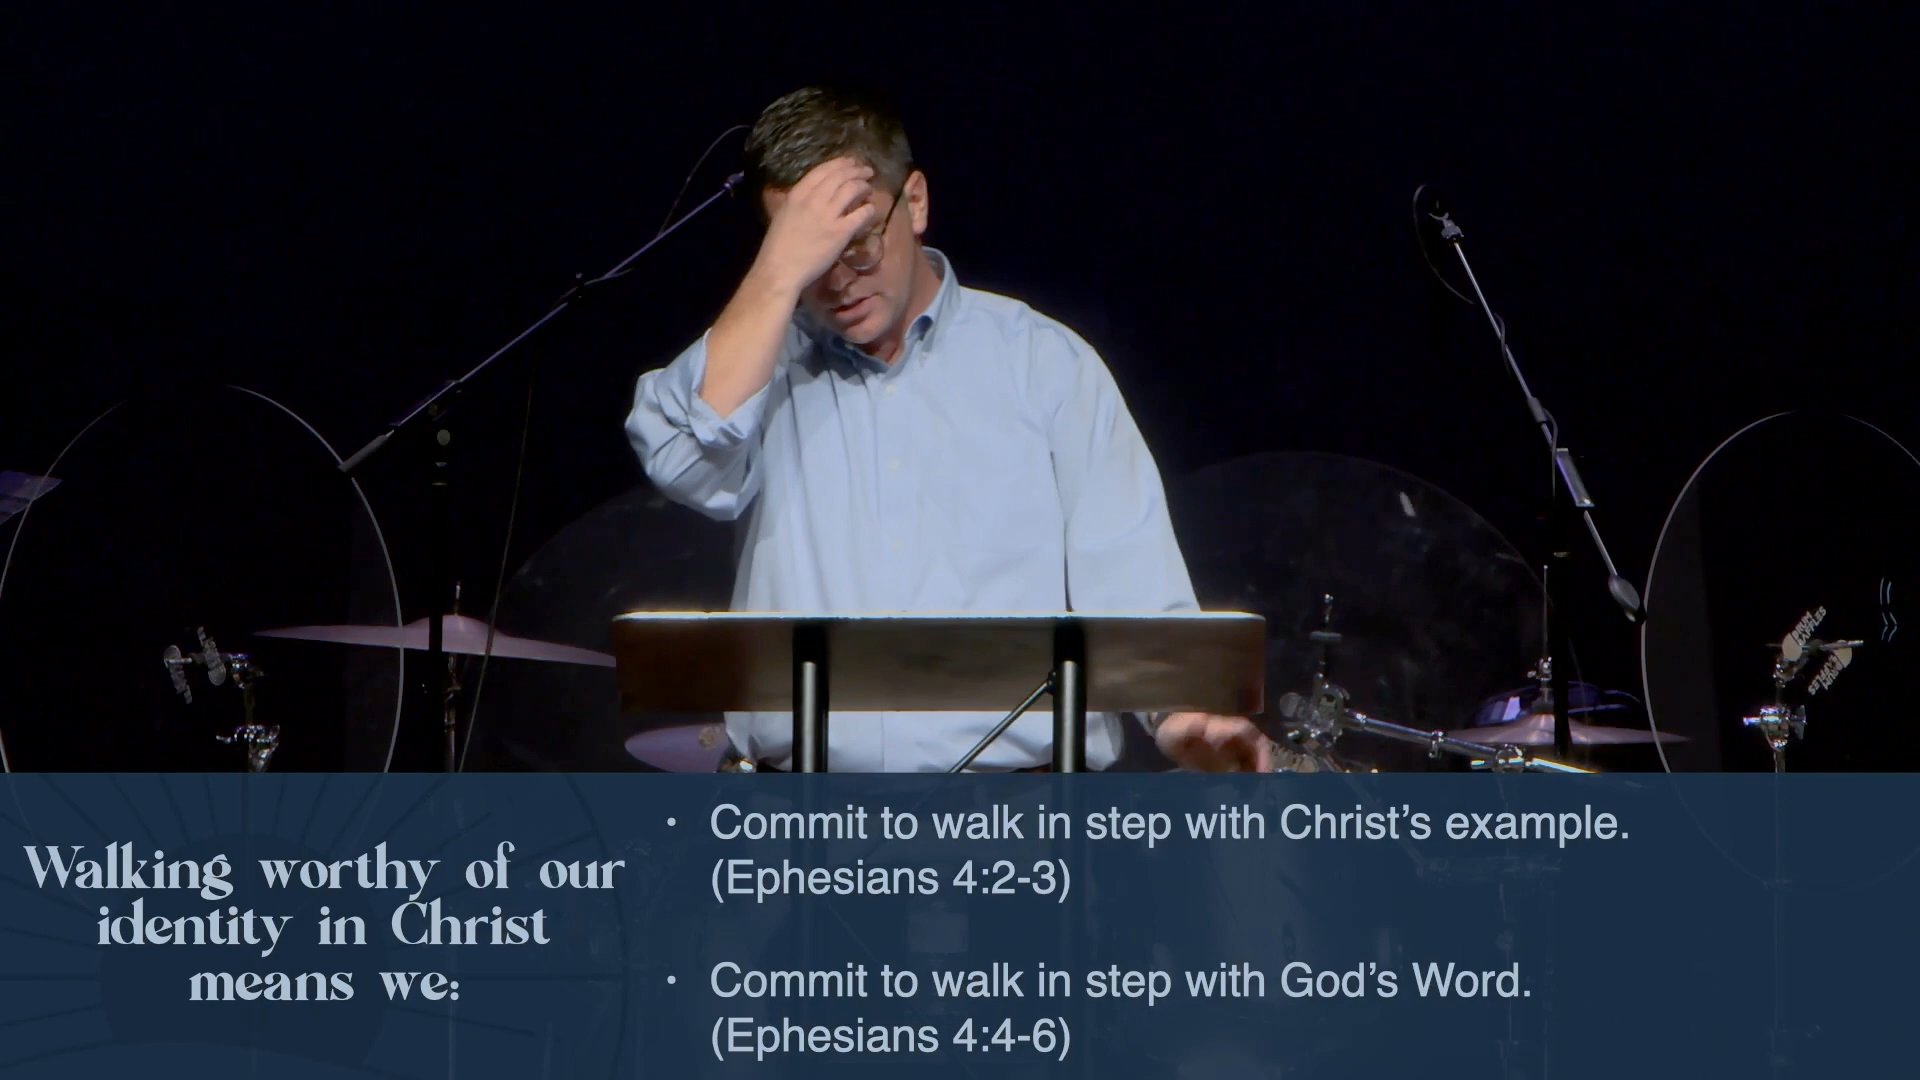 Walking worthy of our
identity in Christ
means we:
• Commit to walk in step with Christ's example.
(Ephesians 4:2-3)
• Commit to walk in step with God's Word.
(Ephesians 4:4-6)